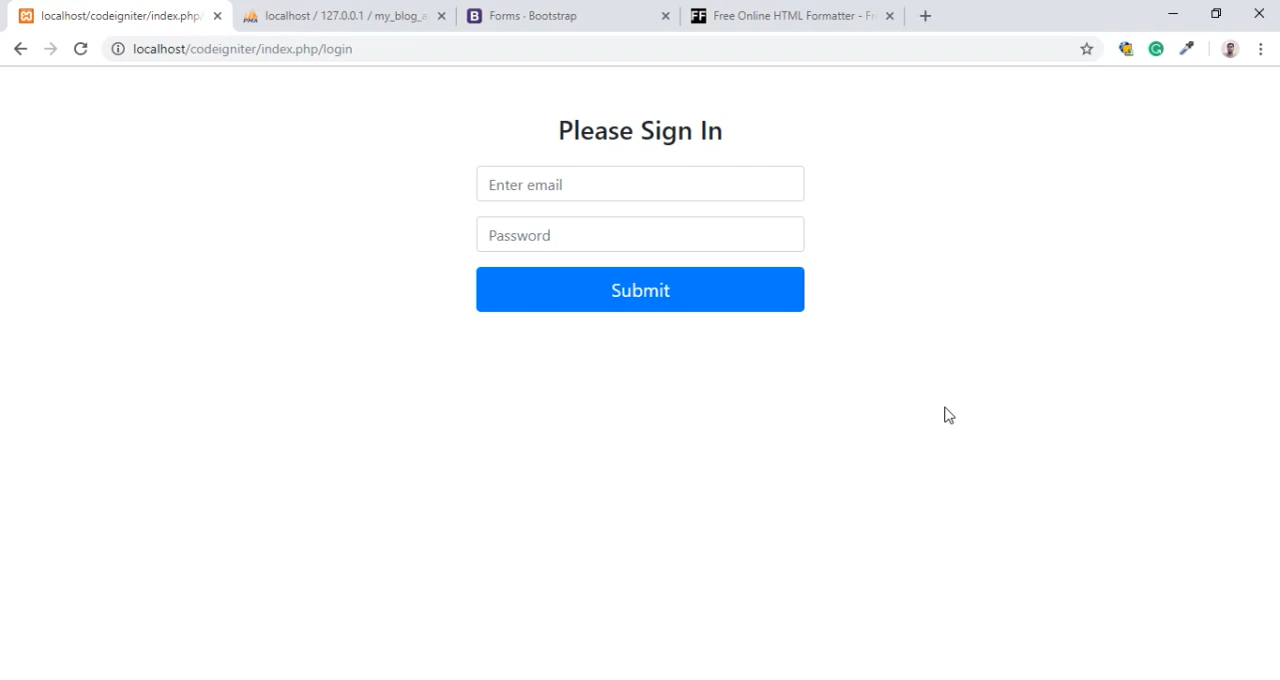 localhost/codeigniter/index.php/
localhost / 127.0.0.1 / my_blog_a
B Forms · Bootstrap
FF Free Online HTML Formatter - Fr
localhost/codeigniter/index.php/login
Please Sign In
Enter email
Password
Submit